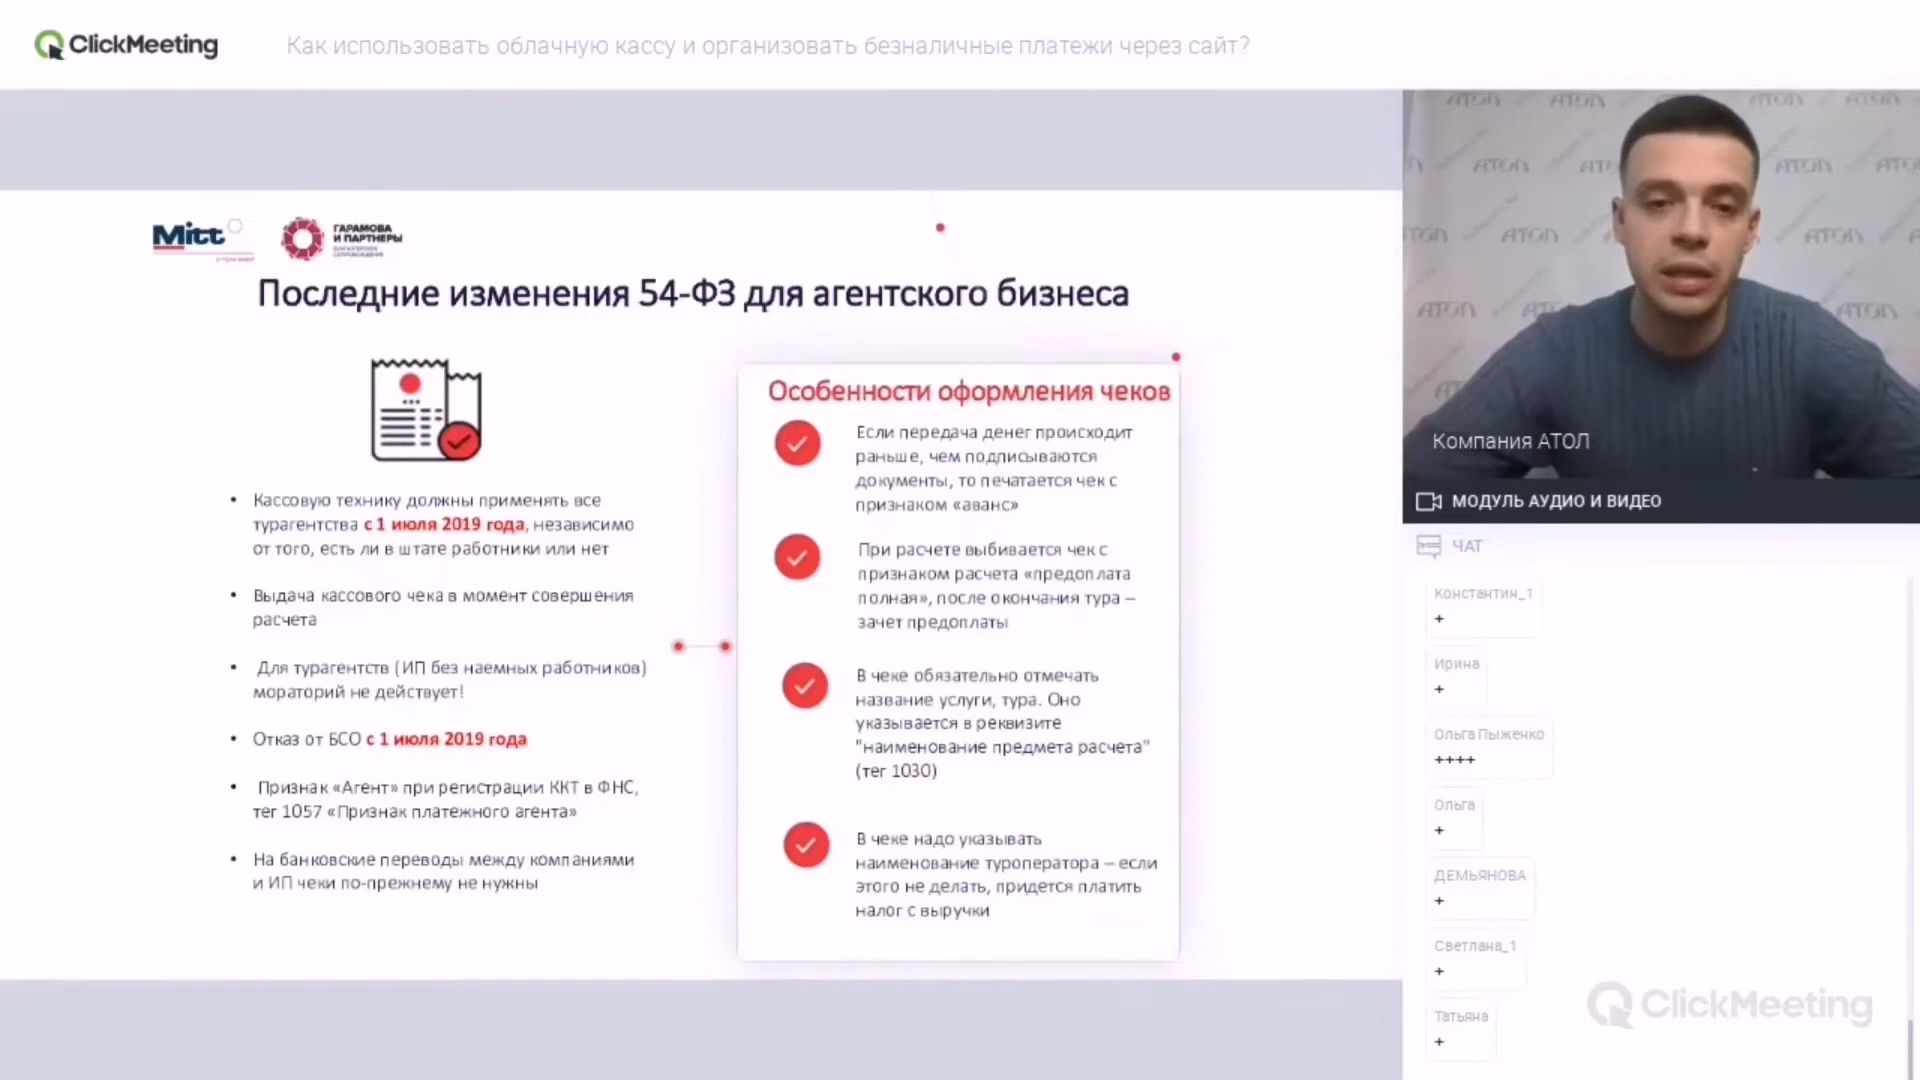 ClickMeeting
Как использовать облачную кассу и организовать безналичные платежи через сайт?
Mitt
ГАРАМОВА
И ПАРТНЕРЫ
Последние изменения 54-ФЗ для агентского бизнеса
Кассовую технику должны применять все
турагентства с 1 июля 2019 года, независимо
от того, есть ли в штате работники или нет
Выдача кассового чека в момент совершения
расчета
Для турагентств (ИП без наемных работников)
мораторий не действует!
Отказ от БСО с 1 июля 2019 года
Признак «Агент» при регистрации ККТ в ФНС,
тег 1057 «Признак платежного агента»
На банковские переводы между компаниями
и ИП чеки по-прежнему не нужны
Особенности оформления чеков
Если передача денег происходит
раньше, чем подписываются
документы, то печатается чек с
признаком «аванс»
При расчете выбивается чек с
признаком расчета «предоплата
полная», после окончания тура –
зачет предоплаты
В чеке обязательно отмечать
название услуги, тура. Оно
указывается в реквизите
"наименование предмета расчета"
(тег 1030)
В чеке надо указывать
наименование туроператора – если
этого не делать, придется платить
налог с выручки
АТОЛ
Компания АТОЛ
МОДУЛЬ АУДИО И ВИДЕО
ЧАТ
Константин_1
+
Ирина
+
Ольга Пыженко
++++
Ольга
+
ДЕМЬЯНОВА
+
Светлана_1
+
Татьяна
+
ClickMeeting